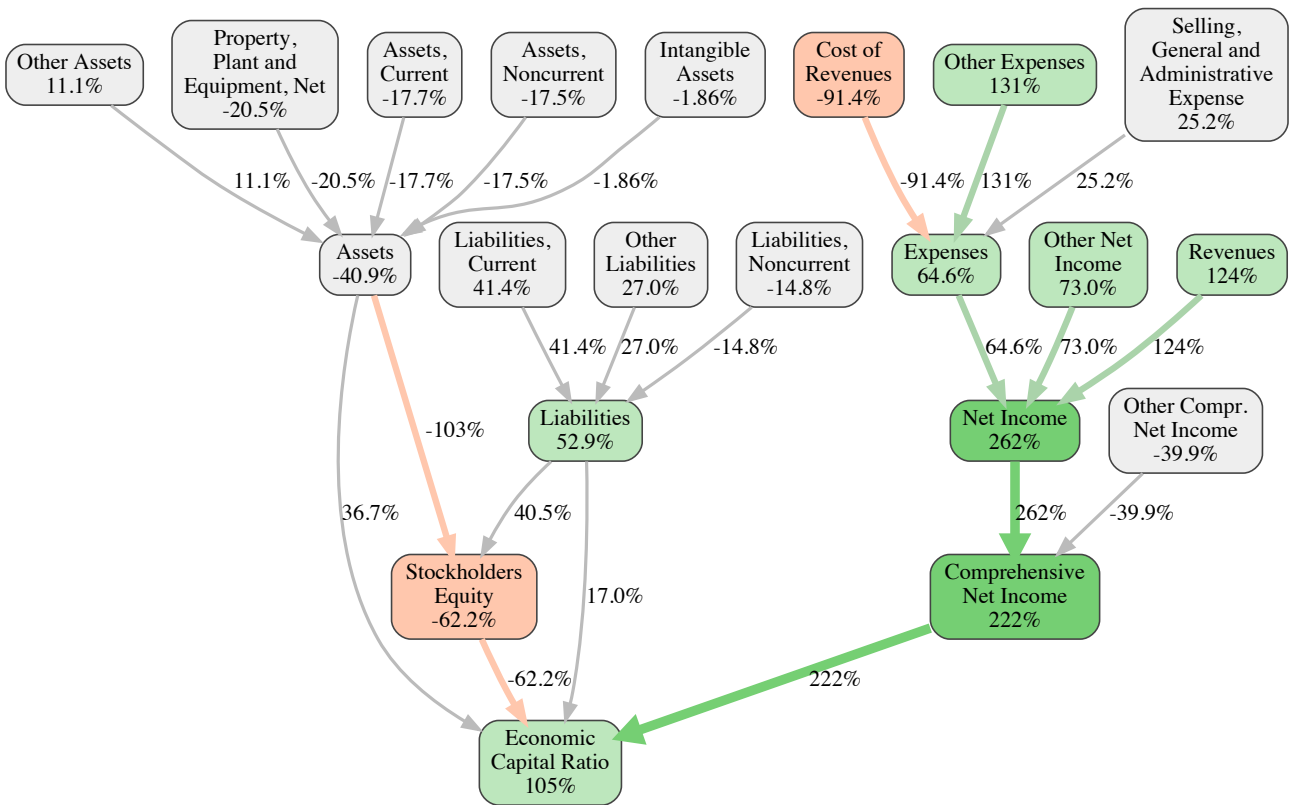 Other Assets
11.1%
Property,
Plant and
Equipment, Net
-20.5%
Assets,
Current
-17.7%
Assets,
Noncurrent
-17.5%
Intangible
Assets
-1.86%
Cost of
Revenues
-91.4%
Other Expenses
131%
Selling,
General and
Administrative
Expense
25.2%
11.1%
-20.5%
-17.7%
-17.5%
-1.86%
-91.4%
131%
25.2%
Assets
-40.9%
Liabilities,
Current
41.4%
Other
Liabilities
27.0%
Liabilities,
Noncurrent
-14.8%
Expenses
64.6%
Other Net
Income
73.0%
Revenues
124%
41.4%
27.0%
-14.8%
64.6%
73.0%
124%
-103%
Liabilities
52.9%
Net Income
262%
Other Compr.
Net Income
-39.9%
36.7%
40.5%
262%
-39.9%
Stockholders
Equity
-62.2%
17.0%
Comprehensive
Net Income
222%
-62.2%
222%
Economic
Capital Ratio
105%